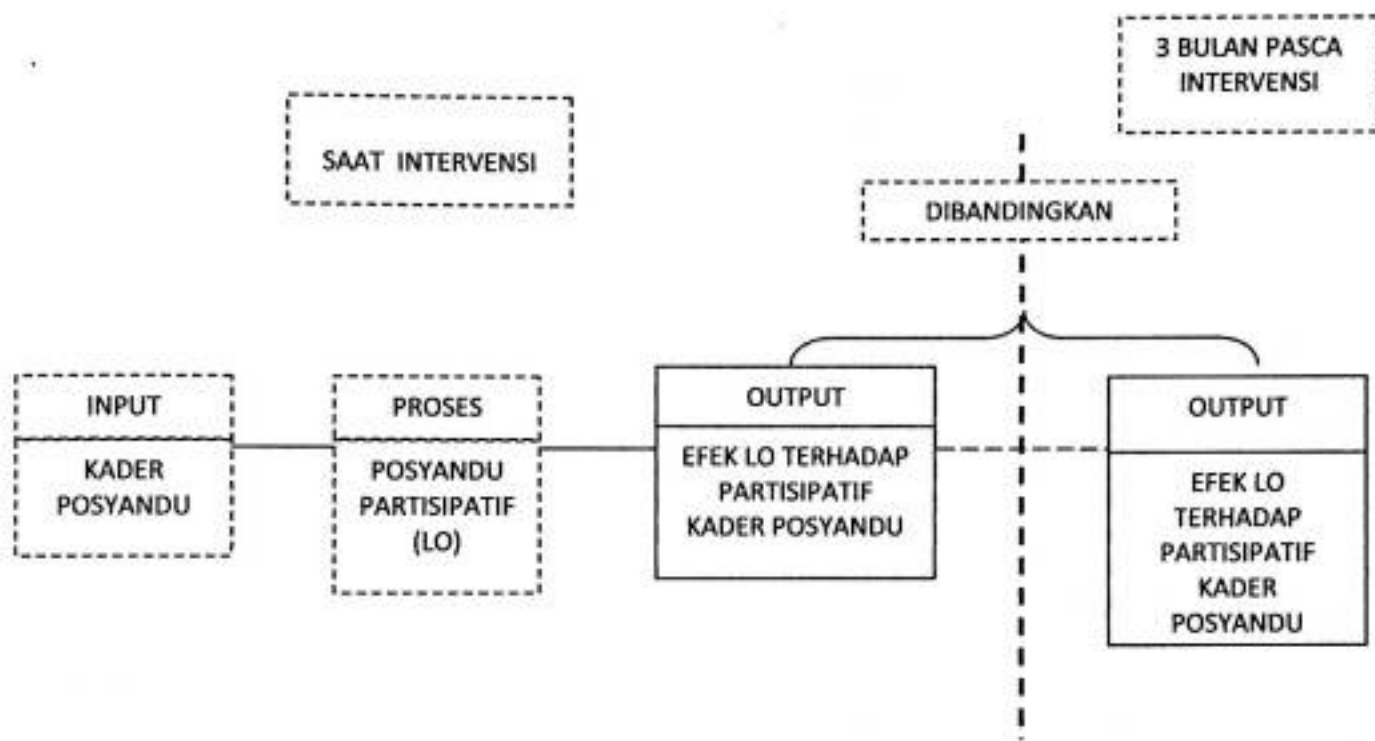 3 BULAN PASCA
INTERVENSI
SAAT INTERVENSI
DIBANDINGKAN
INPUT
KADER
POSYANDU
PROSES
POSYANDU
PARTISIPATIF
(LO)
OUTPUT
EFEK LO TERHADAP
PARTISIPATIF
KADER POSYANDU
OUTPUT
EFEK LO
TERHADAP
PARTISIPATIF
KADER
POSYANDU